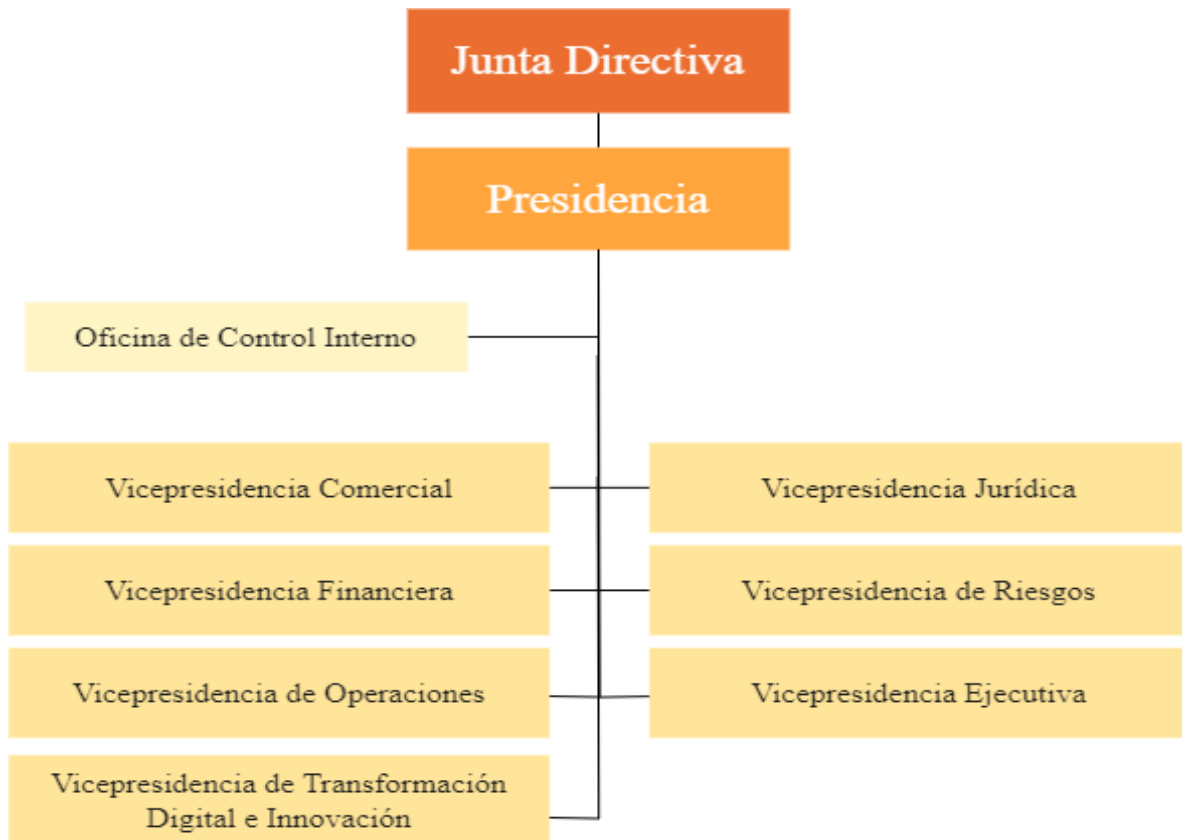 Junta Directiva
Presidencia
Oficina de Control Interno
Vicepresidencia Comercial
Vicepresidencia Jurídica
Vicepresidencia Financiera
Vicepresidencia de Riesgos
Vicepresidencia de Operaciones
Vicepresidencia Ejecutiva
Vicepresidencia de Transformación
Digital e Innovación